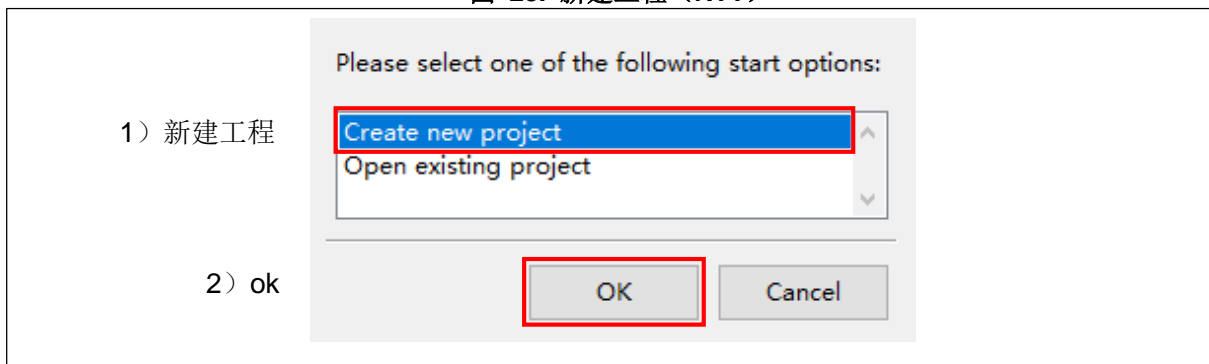 Please select one of the following start options:
1）新建工程
Create new project
Open existing project
2）ok
OK
Cancel